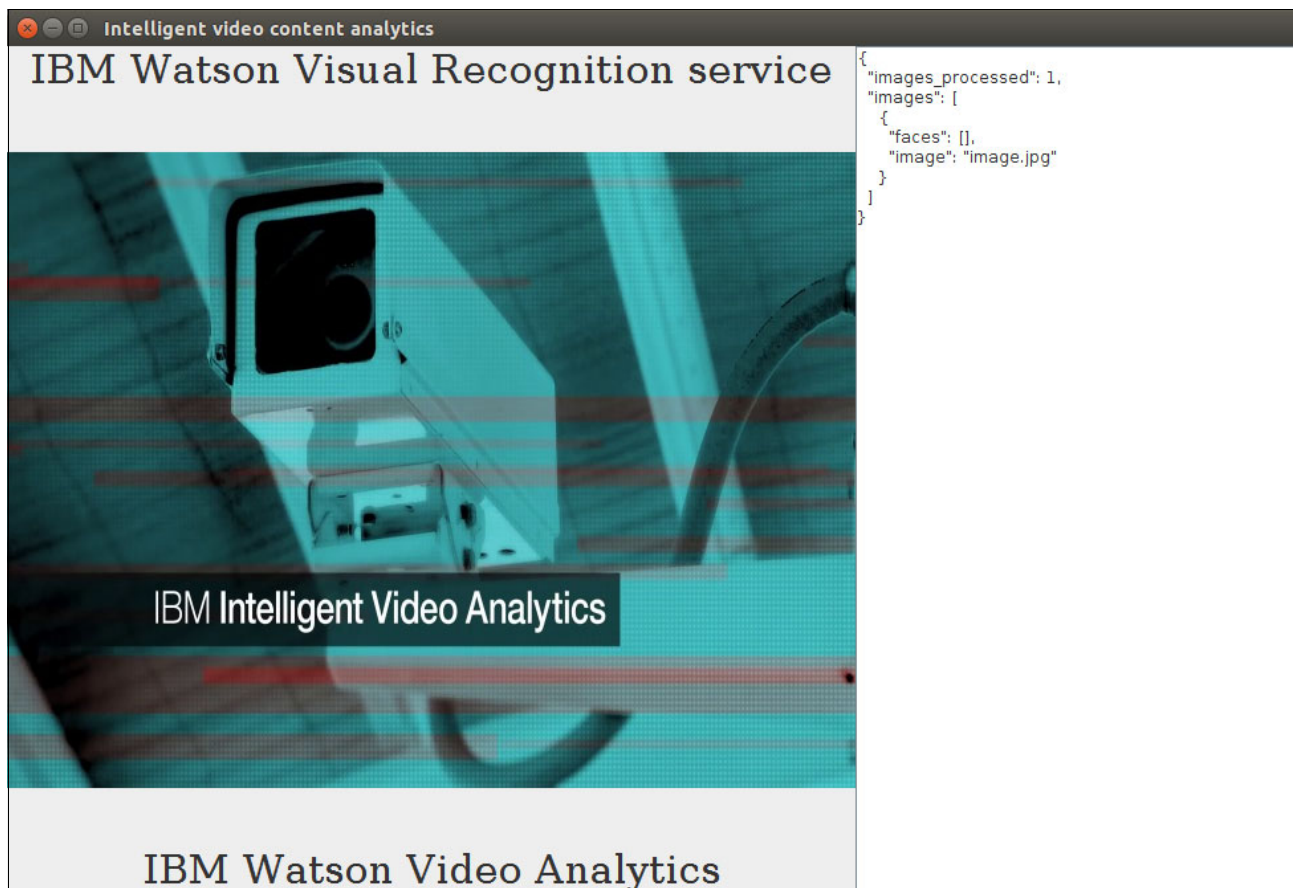 Intelligent video content analytics
IBM Watson Visual Recognition service
IBM Intelligent Video Analytics
IBM Watson Video Analytics
{
"images_processed": 1,
"images": [
{
"faces": [],
"image": "image.jpg"
}
]
}